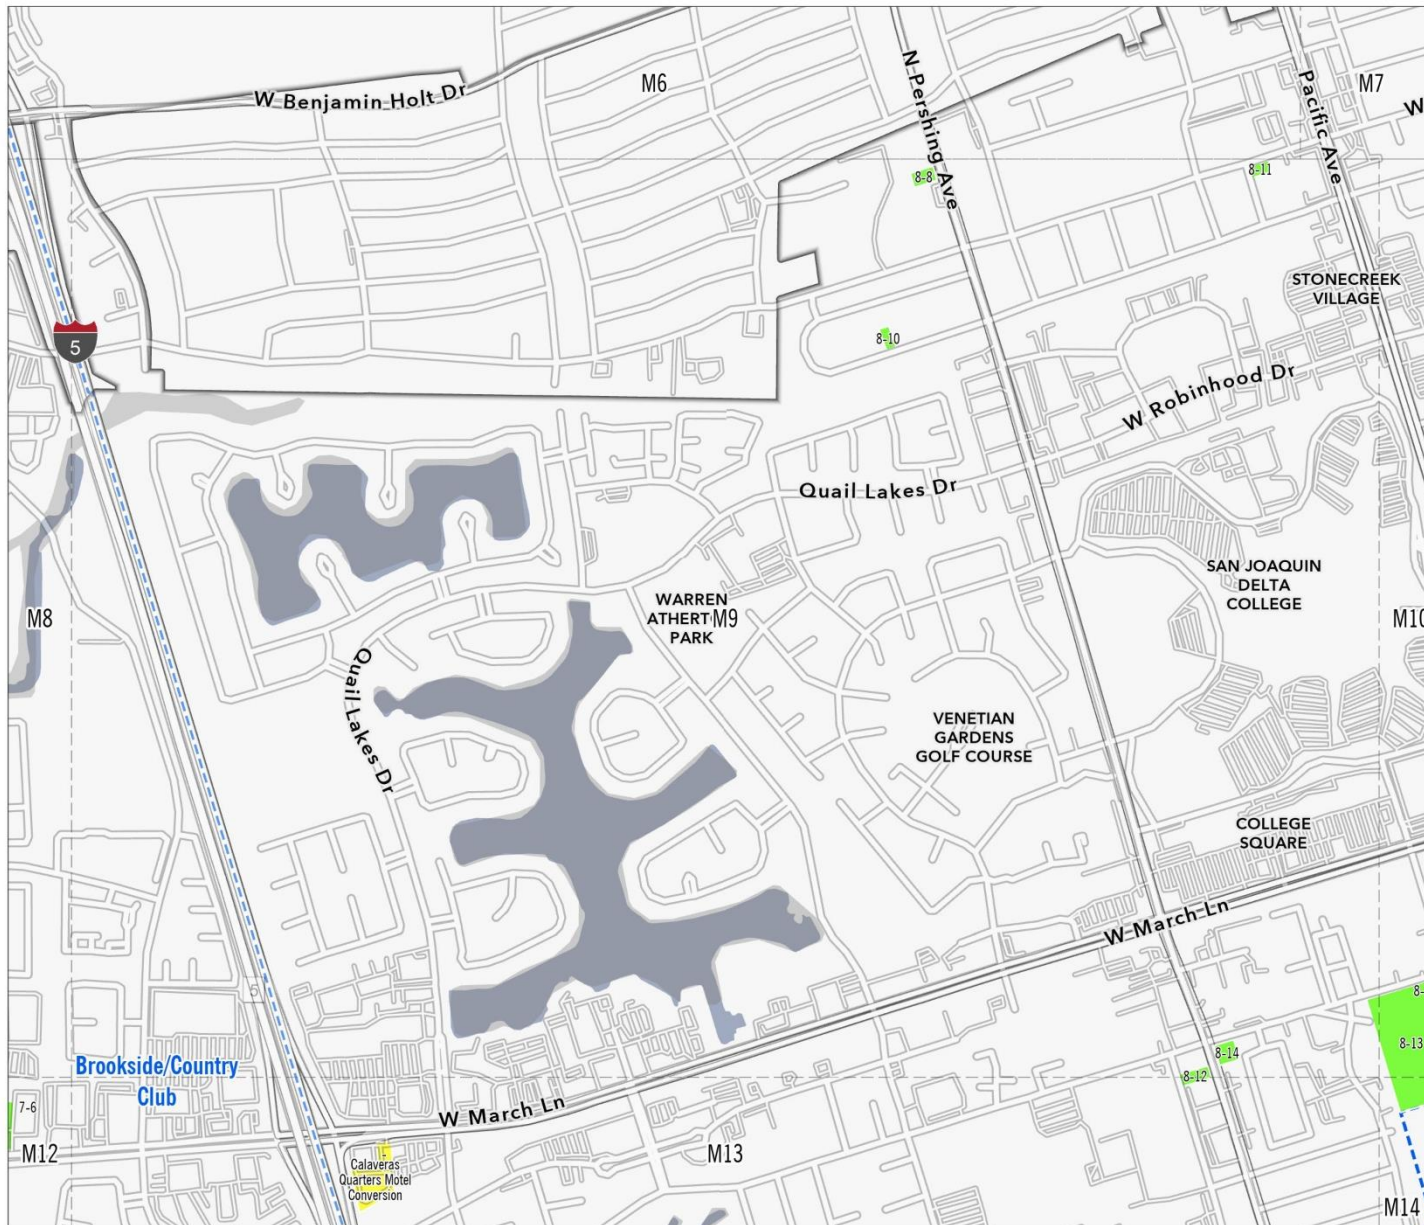 M6
M7
W Benjamin Holt Dr
N Pershing Ave
Pacific Ave
W
8-8
8-11
STONECREEK
VILLAGE
5
8-10
W Robinhood Dr
Quail Lakes Dr
SAN JOAQUIN
DELTA
COLLEGE
M8
WARREN
PARK
M9
M10
Quail Lakes Dr
VENETIAN
GARDENS
GOLF COURSE
COLLEGE
SQUARE
W March Ln
5
8-
8-13
8-14
8-12
Brookside/Country
Club
7-6
W March Ln
M12
M13
Calaveras
Quarters Motel
Conversion
M14